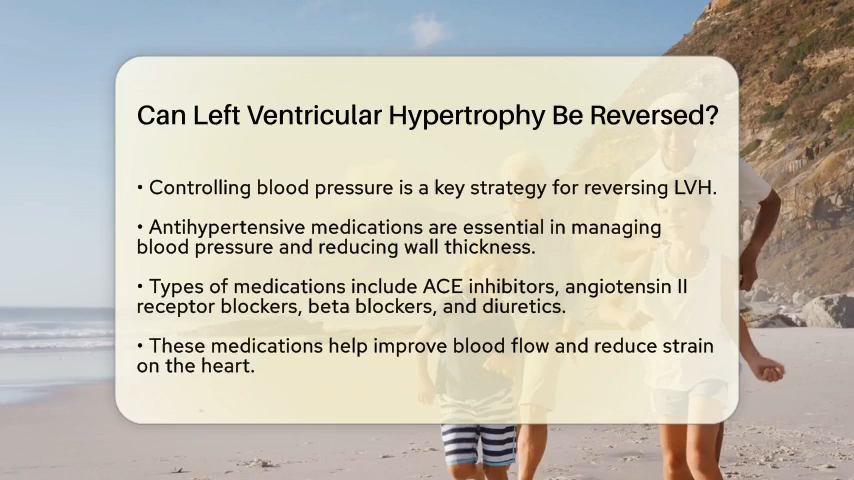 Can Left Ventricular Hypertrophy Be Reversed?
• Controlling blood pressure is a key strategy for reversing LVH.
• Antihypertensive medications are essential in managing
blood pressure and reducing wall thickness.
• Types of medications include ACE inhibitors, angiotensin II
receptor blockers, beta blockers, and diuretics.
• These medications help improve blood flow and reduce strain
on the heart.